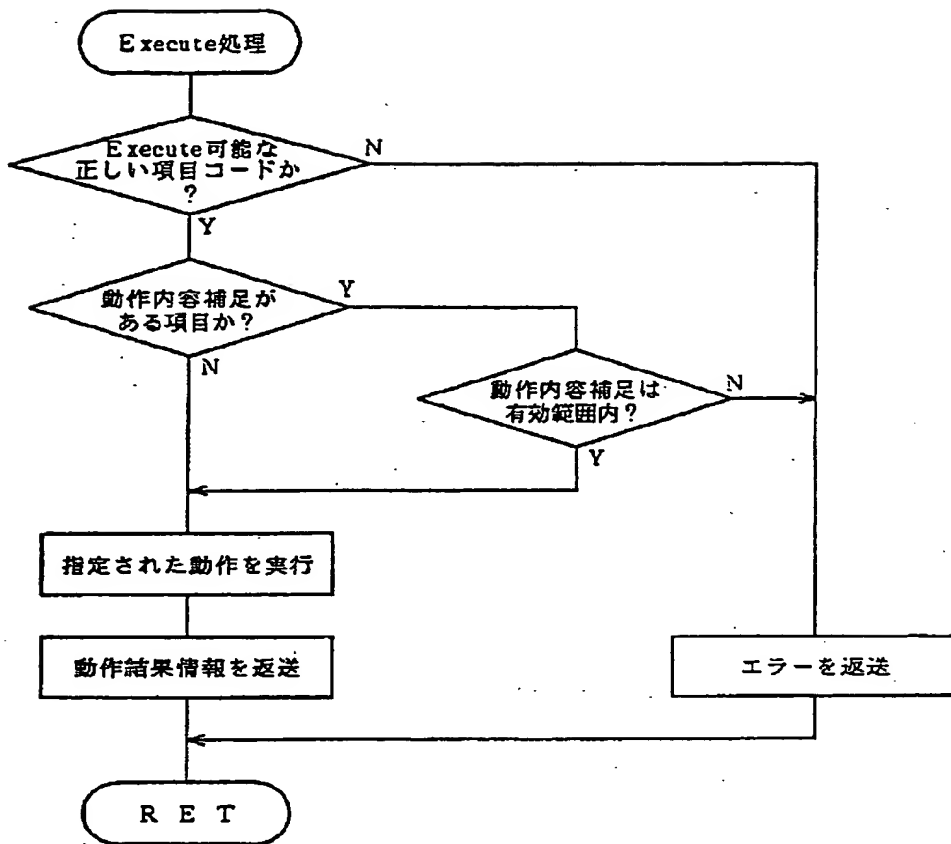 Execute処理
Execute可能な
正しい項目コードか
?
N
Y
動作内容補足が
ある項目か?
Y
N
動作内容補足は
有効範囲内?
N
Y
指定された動作を実行
動作結果情報を返送
エラーを返送
RET